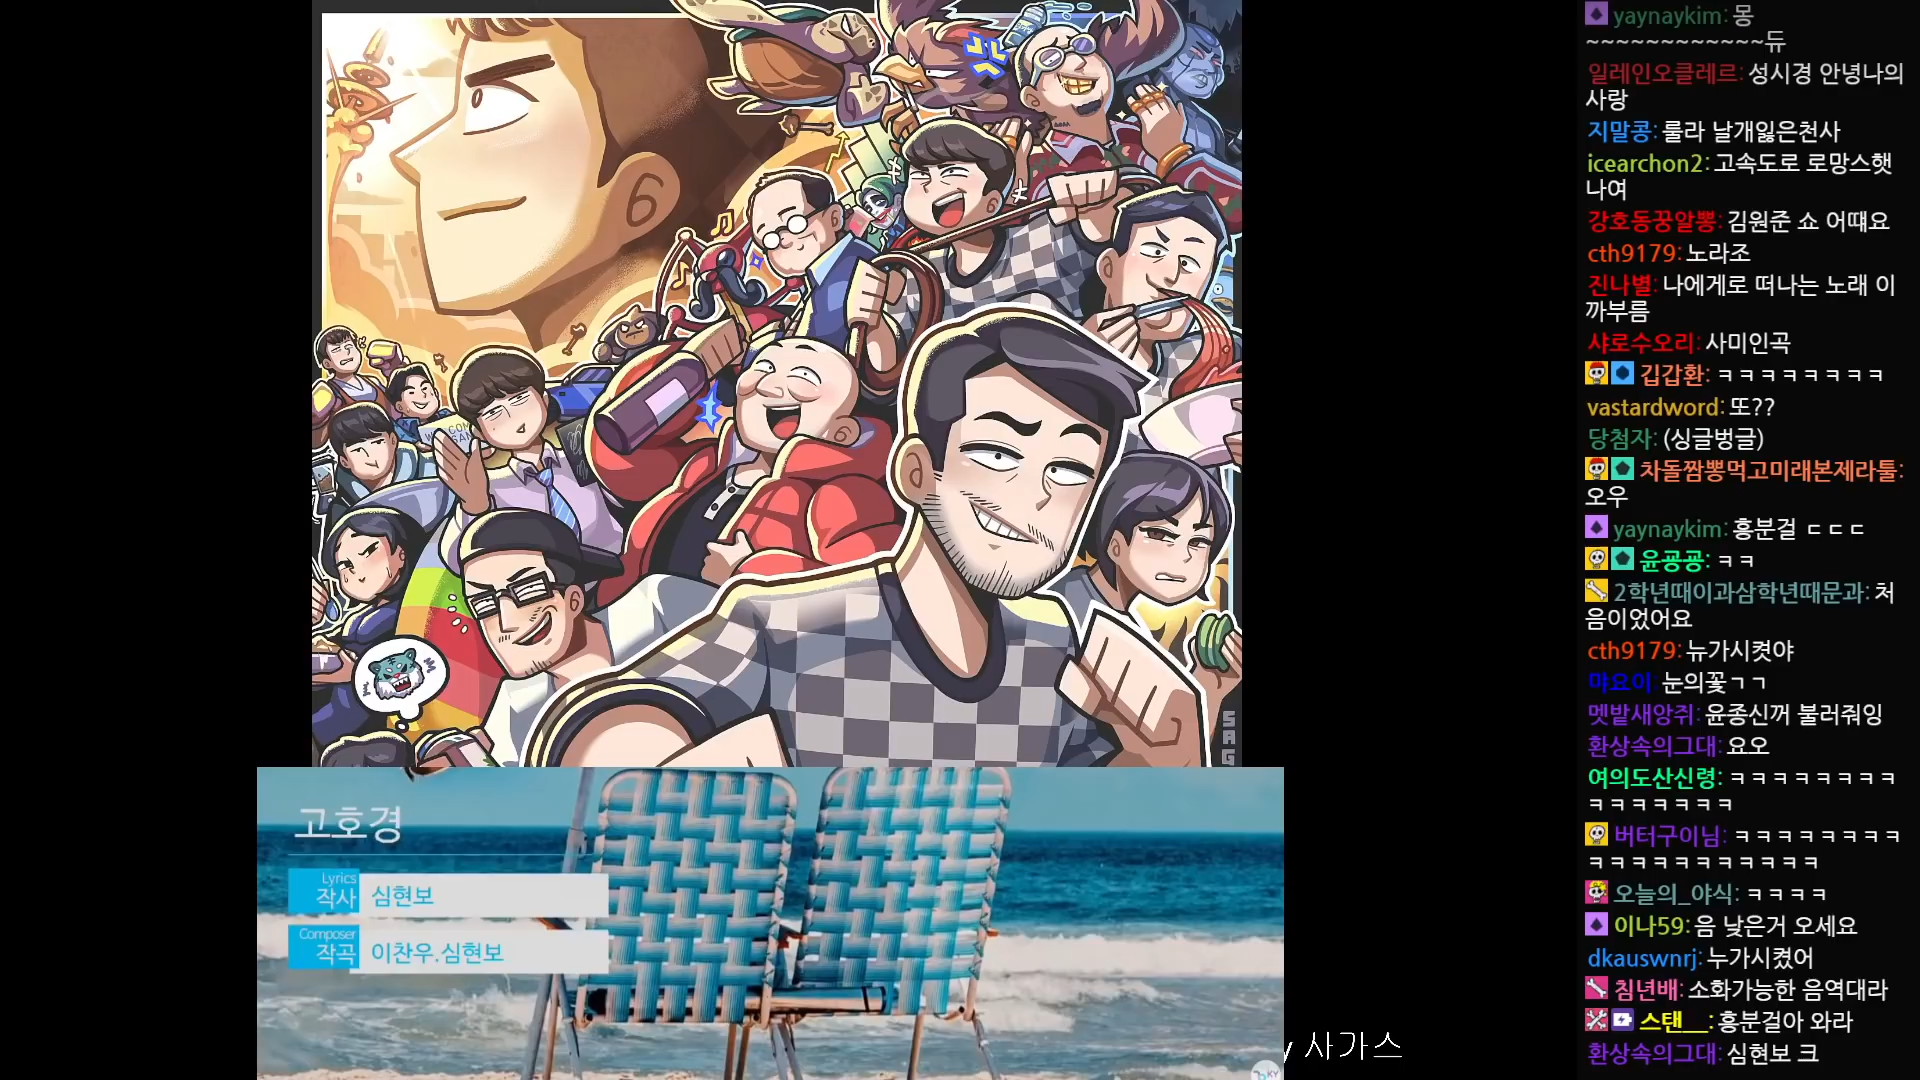 6
S
A
G
고호경
Lyrics
작사
심현보
Composer
작곡
이찬우.심현보
KY
y 사가스
yaynaykim: 몽
~~~~~~~~~~~~듀
일레인오클레르: 성시경 안녕나의
사랑
지말콩: 룰라 날개잃은천사
icearchon2: 고속도로 로망스햇
나여
강호동꿍알뽕: 김원준 쇼 어떄요
cth9179: 노라조
진나별: 나에게로 떠나는 노래 이
까부름
샤로수오리: 사미인곡
깁갑환: ㅋㅋㅋㅋㅋㅋㅋㅋ
vastardword: 또??
당첨자: (싱글벙글)
차돌짬뽕먹고미래본제라툴:
오우
yaynaykim: 흥분걸 ㄷㄷㄷ
윤굥굥: ㅋㅋ
2학년때이과삼학년때문과: 처
음이었어요
cth9179: 뉴가시켯야
먀요이: 눈의꽃ㄱㄱ
멧밭새앙쥐: 윤종신꺼 불러줘잉
환상속의그대: 요오
여의도산신령: ㅋㅋㅋㅋㅋㅋㅋㅋ
ㅋㅋㅋㅋㅋㅋㅋ
버터구이님: ㅋㅋㅋㅋㅋㅋㅋㅋ
ㅋㅋㅋㅋㅋㅋㅋㅋㅋㅋㅋ
오늘의_야식: ㅋㅋㅋㅋ
이나59: 음 낮은거 오세요
dkauswnrj: 누가시켰어
침년배: 소화가능한 음역대라
스탠__: 흥분걸아 와라
환상속의그대: 심현보 크